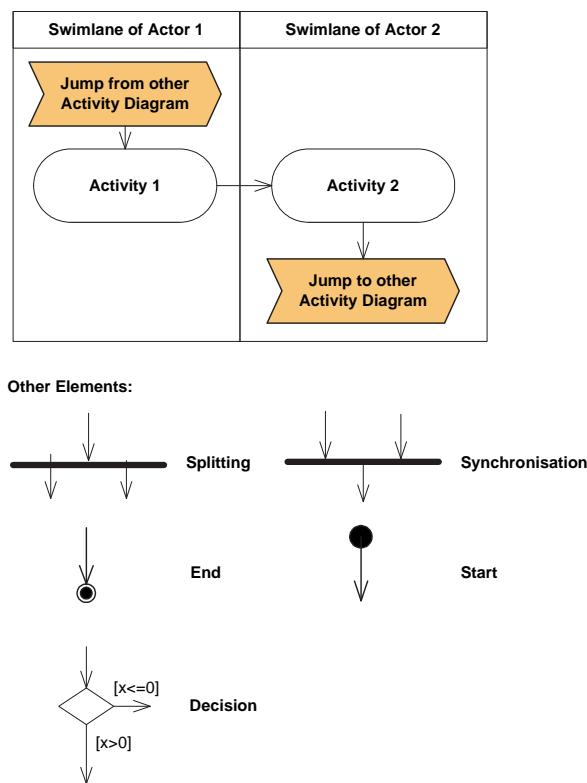 Swimlane of Actor 1
Swimlane of Actor 2
Jump from other
Activity Diagram
Activity 1
Activity 2
Jump to other
Activity Diagram
Other Elements:
Splitting
Synchronisation
End
Start
[x<=0]
Decision
[x>0]